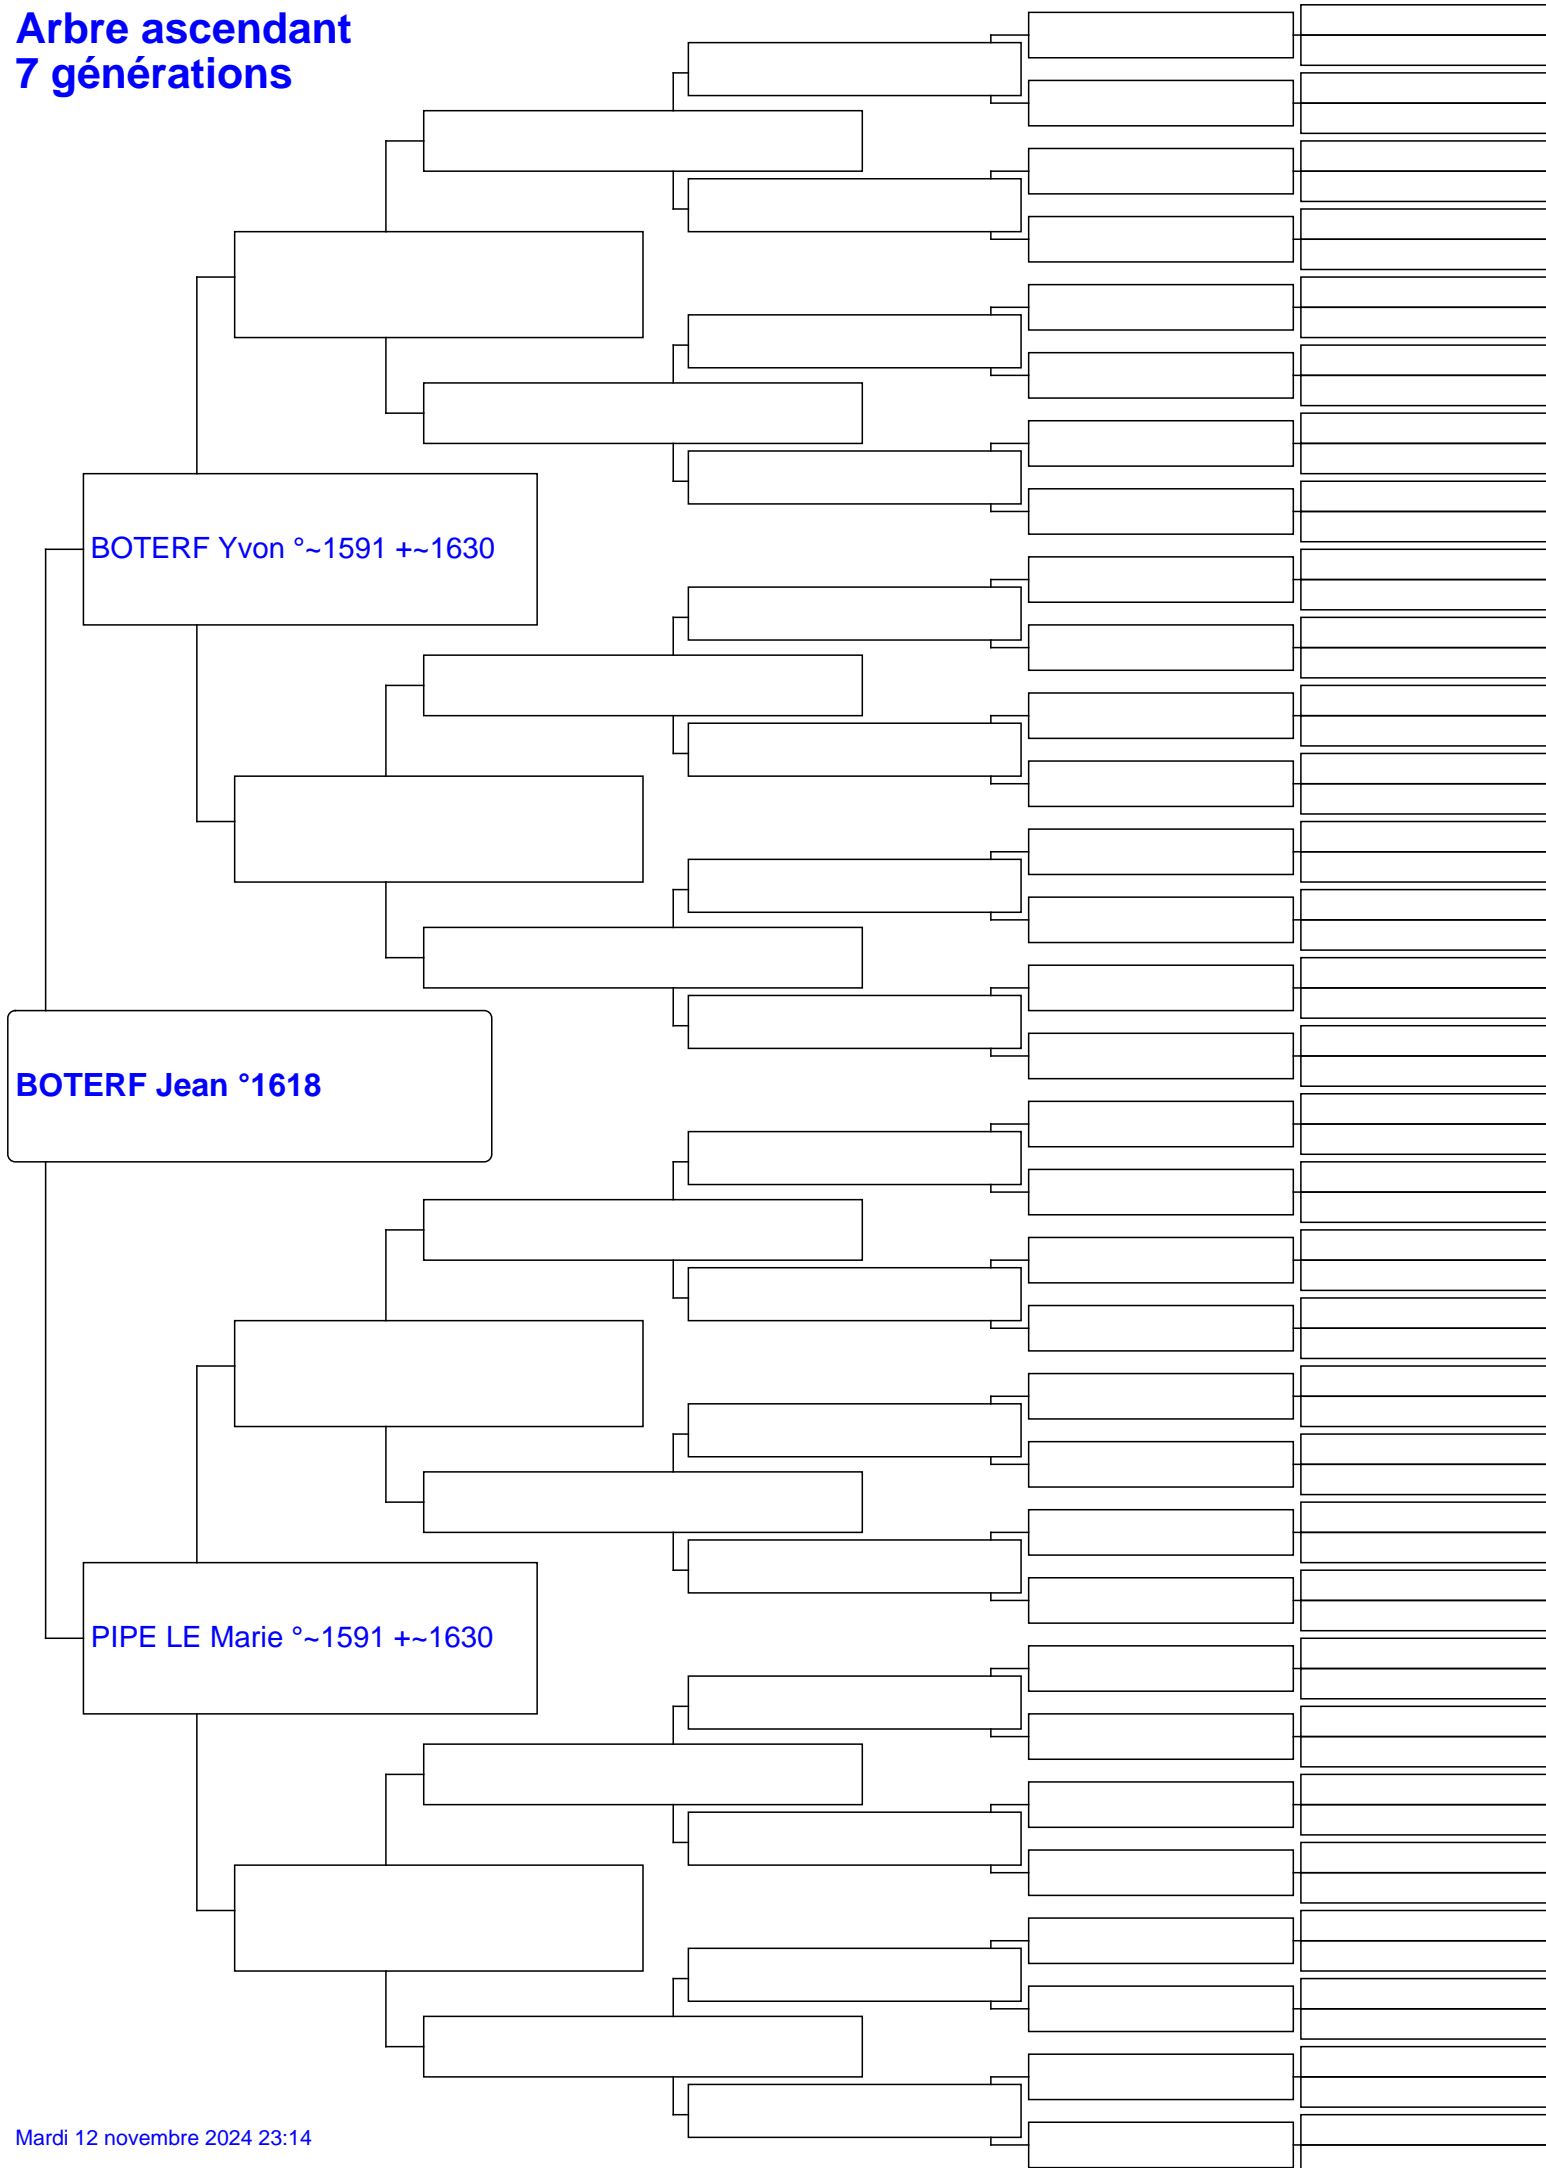 Arbre ascendant
7 générations
BOTERF Yvon °~1591 +~1630
BOTERF Jean °1618
PIPE LE Marie °~1591 +~1630
Mardi 12 novembre 2024 23:14